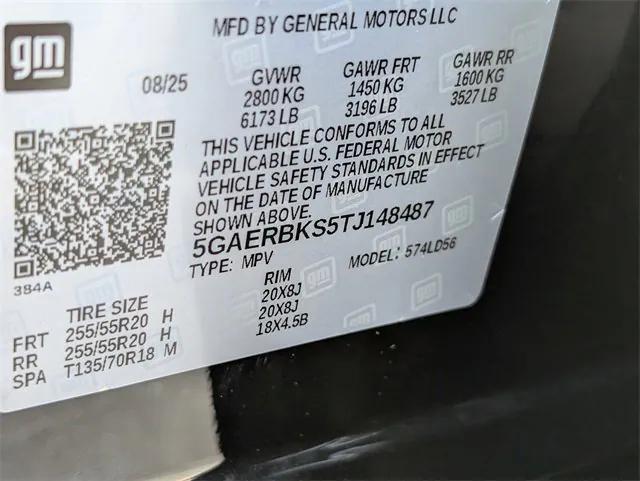 gm
MFD BY GENERAL MOTORS LLC
08/25
GVWR
2800 KG
6173 LB
GAWR FRT
1450 KG
3196 LB
GAWR RR
1600 KG
3527 LB
THIS VEHICLE CONFORMS TO ALL
APPLICABLE U.S. FEDERAL MOTOR
VEHICLE SAFETY STANDARDS IN EFFECT
ON THE DATE OF MANUFACTURE
SHOWN ABOVE.
5GAERBKS5TJ148487
TYPE: MPV MODEL: 574LD56
384A
TIRE SIZE RIM
FRT 255/55R20 H 20X8J
RR 255/55R20 H 20X8J
SPA T135/70R18 M 18X4.5B